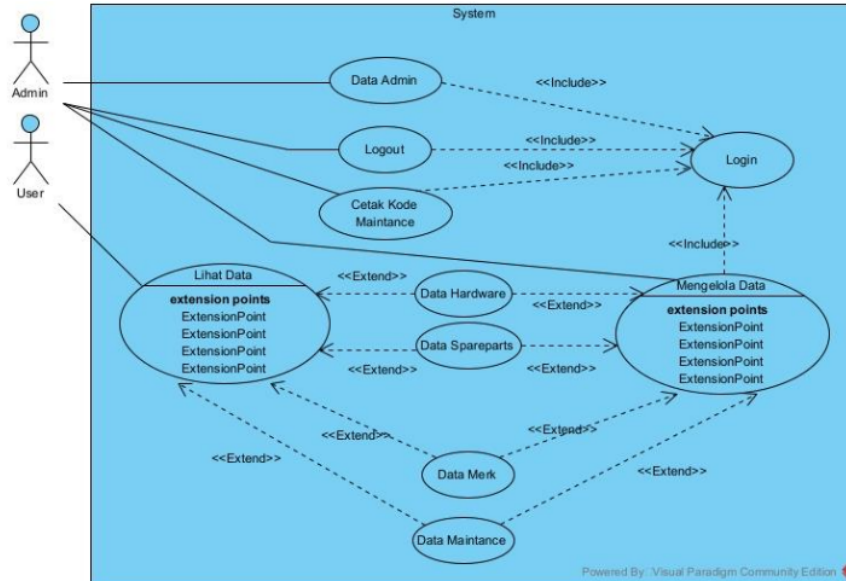 System
Admin
User
Data Admin
<<Include>>
Logout
<<Include>>
Cetak Kode
Maintance
<<Include>>
Login
<<Include>>
Lihat Data
extension points
ExtensionPoint
ExtensionPoint
ExtensionPoint
ExtensionPoint
<<Extend>>
Data Hardware
<<Extend>>
Mengelola Data
extension points
ExtensionPoint
ExtensionPoint
ExtensionPoint
ExtensionPoint
Data Spareparts
<<Extend>>
<<Extend>>
<<Extend>>
<<Extend>>
<<Extend>>
Data Merk
<<Extend>>
Data Maintance
Powered By Visual Paradigm Community Edition